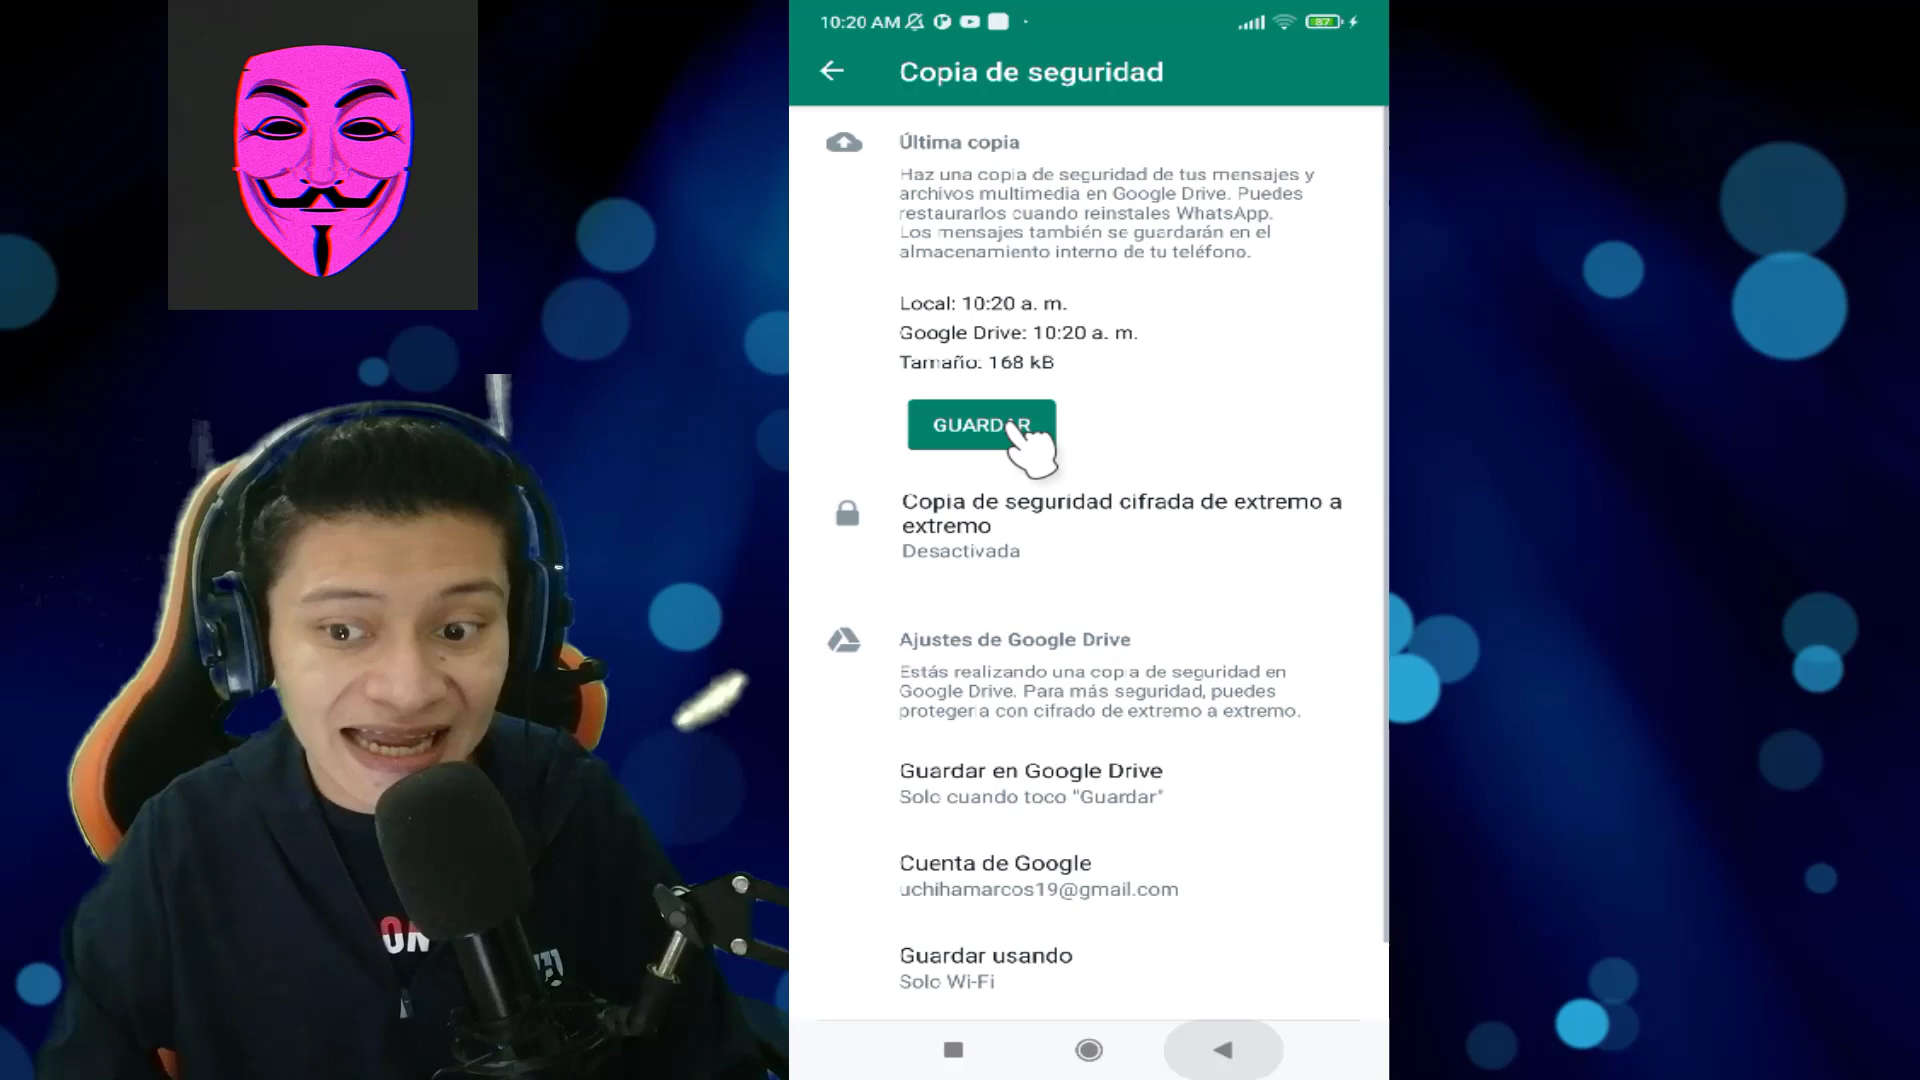 10:20 AM
87
Copia de seguridad
Última copia
Haz una copia de seguridad de tus mensajes y
archivos multimedia en Google Drive. Puedes
restaurarlos cuando reinstales WhatsApp.
Los mensajes también se guardarán en el
almacenamiento interno de tu teléfono.
Local: 10:20 a. m.
Google Drive: 10:20 a. m.
Tamaño: 168 kB
GUARDAR
Copia de seguridad cifrada de extremo a
extremo
Desactivada
Ajustes de Google Drive
Estás realizando una copia de seguridad en
Google Drive. Para más seguridad, puedes
protegerla con cifrado de extremo a extremo.
Guardar en Google Drive
Solo cuando toco "Guardar"
Cuenta de Google
uchihamarcos19@gmail.com
Guardar usando
Solo Wi-Fi
ON